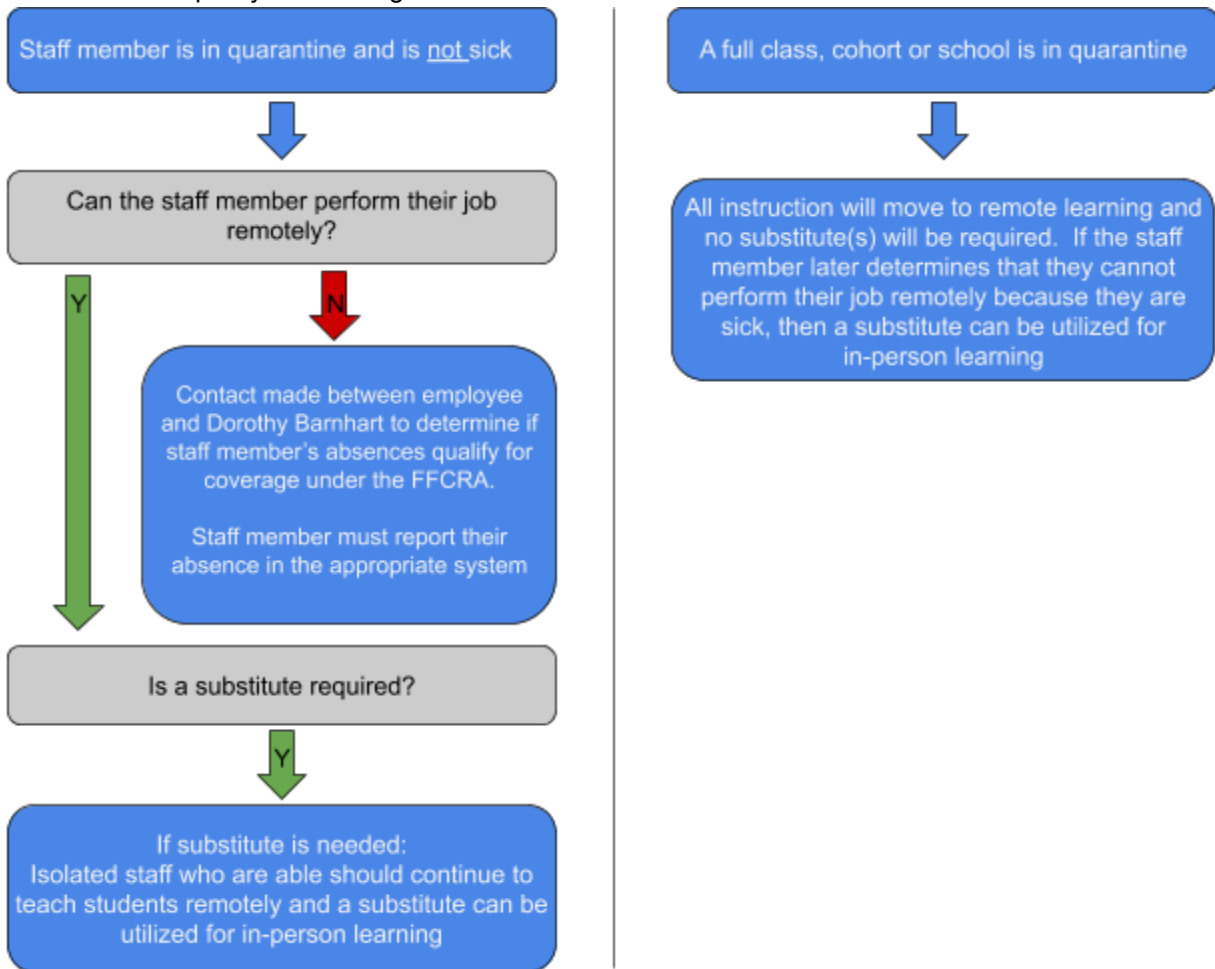 Staff member is in quarantine and is not sick
Can the staff member perform their job
remotely?
Y
N
Contact made between employee
and Dorothy Barnhart to determine if
staff member's absences qualify for
coverage under the FFCRA.
Staff member must report their
absence in the appropriate system
Is a substitute required?
Y
If substitute is needed:
Isolated staff who are able should continue to
teach students remotely and a substitute can be
utilized for in-person learning
A full class, cohort or school is in quarantine
All instruction will move to remote learning and
no substitute(s) will be required.  If the staff
member later determines that they cannot
perform their job remotely because they are
sick, then a substitute can be utilized for
in-person learning